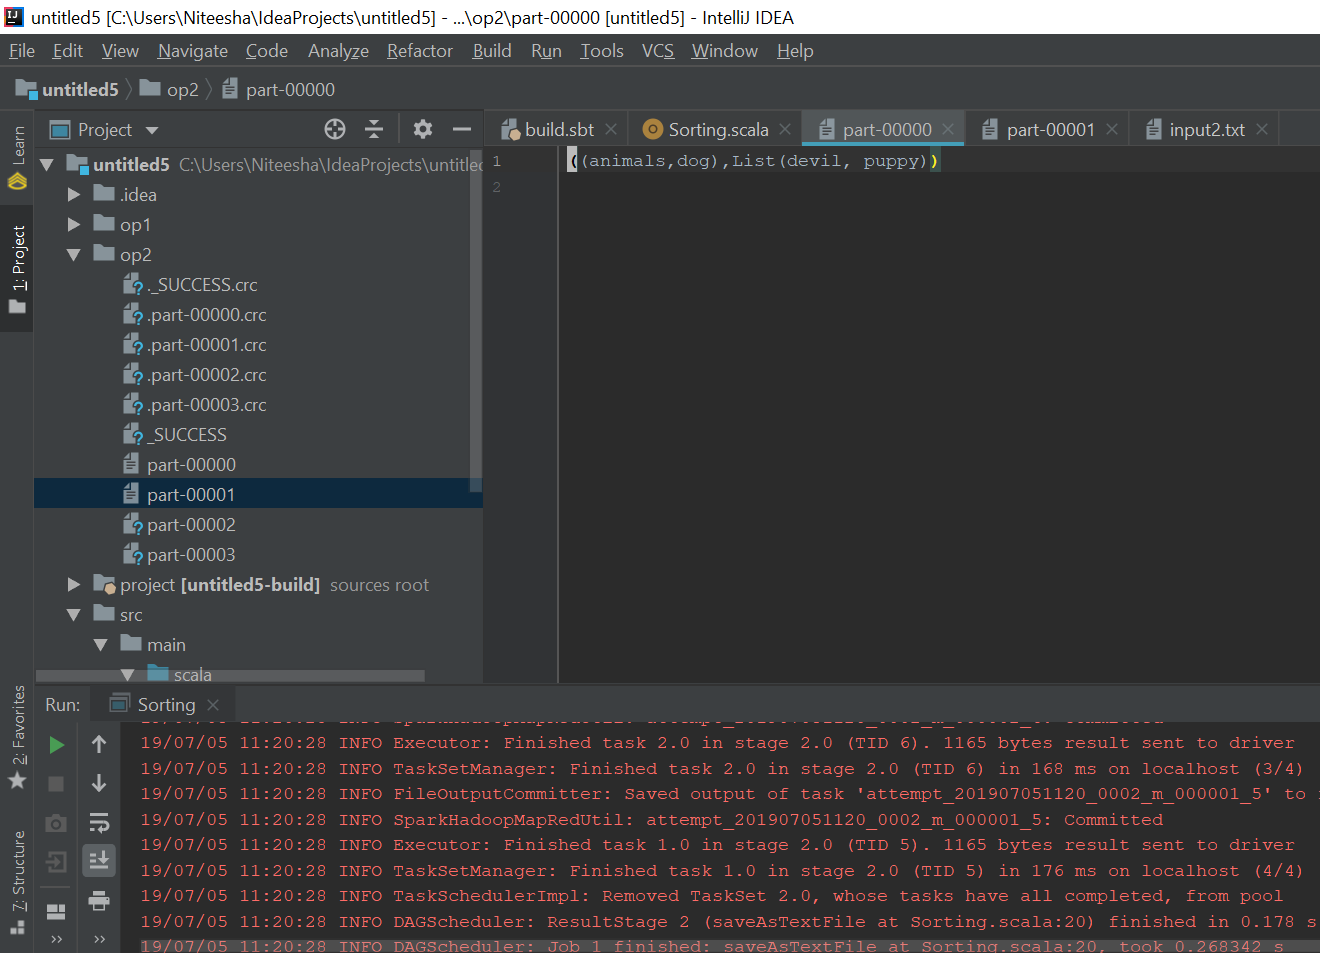 untitled5 [C:\Users\Niteesha\IdeaProjects\untitled5] - ...\op2\part-00000 [untitled5] - IntelliJ IDEA
File Edit View Navigate Code Analyze Refactor Build Run Tools VCS Window Help
untitled5 op2 part-00000
Learn
1: Project
2: Favorites
7: Structure
Project
untitled5 C:\Users\Niteesha\IdeaProjects\untitled
.idea
op1
op2
._SUCCESS.crc
.part-00000.crc
.part-00001.crc
.part-00002.crc
.part-00003.crc
_SUCCESS
part-00000
part-00001
part-00002
part-00003
project [untitled5-build] sources root
src
main
scala
build.sbt Sorting.scala part-00000 part-00001 input2.txt
1 ((animals,dog),List(devil, puppy))
2
Run: Sorting
19/07/05 11:20:28 INFO Executor: Finished task 2.0 in stage 2.0 (TID 6). 1165 bytes result sent to driver
19/07/05 11:20:28 INFO TaskSetManager: Finished task 2.0 in stage 2.0 (TID 6) in 168 ms on localhost (3/4)
19/07/05 11:20:28 INFO FileOutputCommitter: Saved output of task 'attempt_201907051120_0002_m_000001_5' to
19/07/05 11:20:28 INFO SparkHadoopMapRedUtil: attempt_201907051120_0002_m_000001_5: Committed
19/07/05 11:20:28 INFO Executor: Finished task 1.0 in stage 2.0 (TID 5). 1165 bytes result sent to driver
19/07/05 11:20:28 INFO TaskSetManager: Finished task 1.0 in stage 2.0 (TID 5) in 176 ms on localhost (4/4)
19/07/05 11:20:28 INFO TaskSchedulerImpl: Removed TaskSet 2.0, whose tasks have all completed, from pool
19/07/05 11:20:28 INFO DAGScheduler: ResultStage 2 (saveAsTextFile at Sorting.scala:20) finished in 0.178 s
19/07/05 11:20:28 INFO DAGScheduler: Job 1 finished: saveAsTextFile at Sorting.scala:20, took 0.268342 s